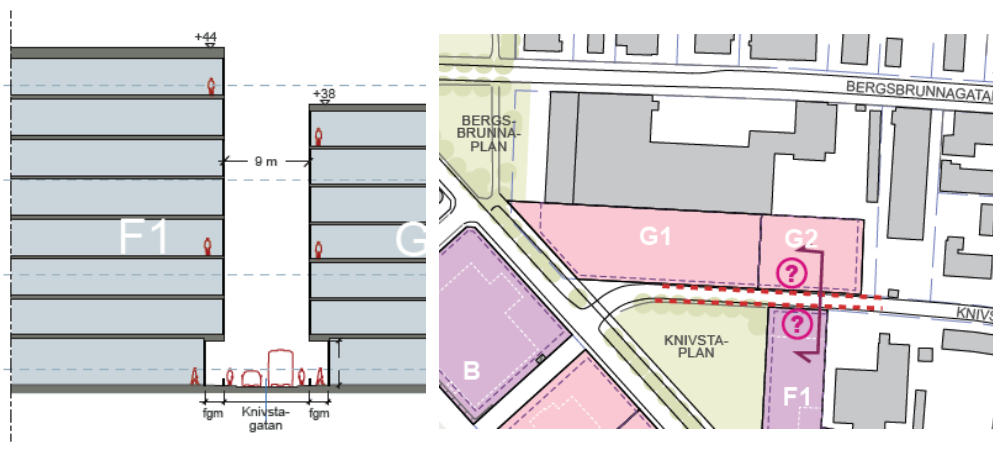 +44
+38
9 m
F1
G
fgm
Knivsta-
gatan
fgm
BERGSBRUNNAGATAN
BERGS-
BRUNNA-
PLAN
G1
G2
?
?
KNIVSTA-
PLAN
KNIVS
B
F1